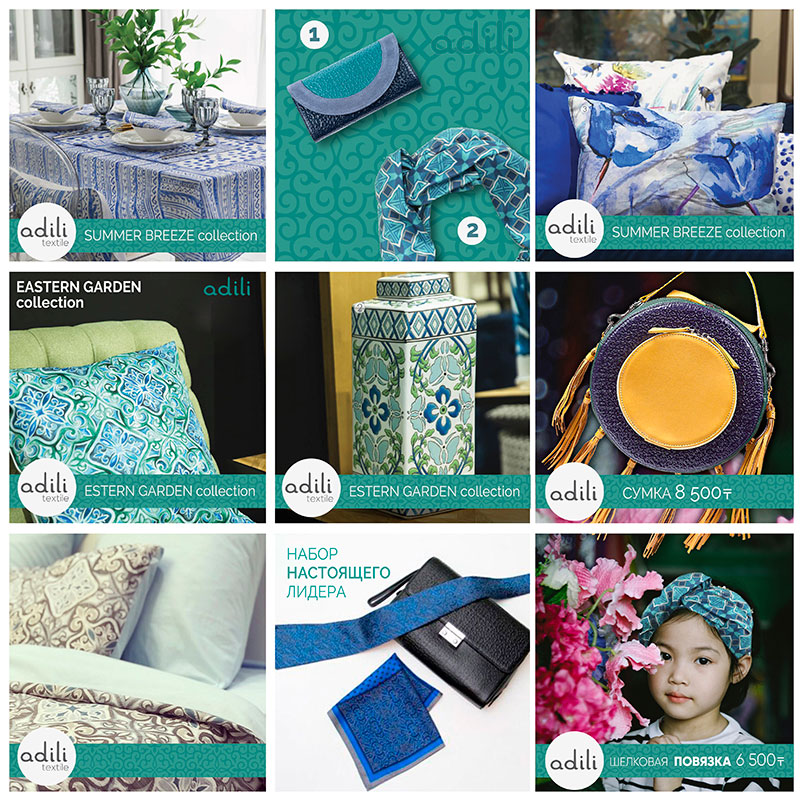 adili
textile
SUMMER BREEZE collection
1
adili
2
adili
textile
SUMMER BREEZE collection
EASTERN GARDEN
collection
adili
adili
textile
ESTERN GARDEN collection
adili
textile
ESTERN GARDEN collection
adili
СУМКА 8 500₸
adili
textile
НАБОР
НАСТОЯЩЕГО
ЛИДЕРА
adili
ШЕЛКОВАЯ ПОВЯЗКА 6 500₸